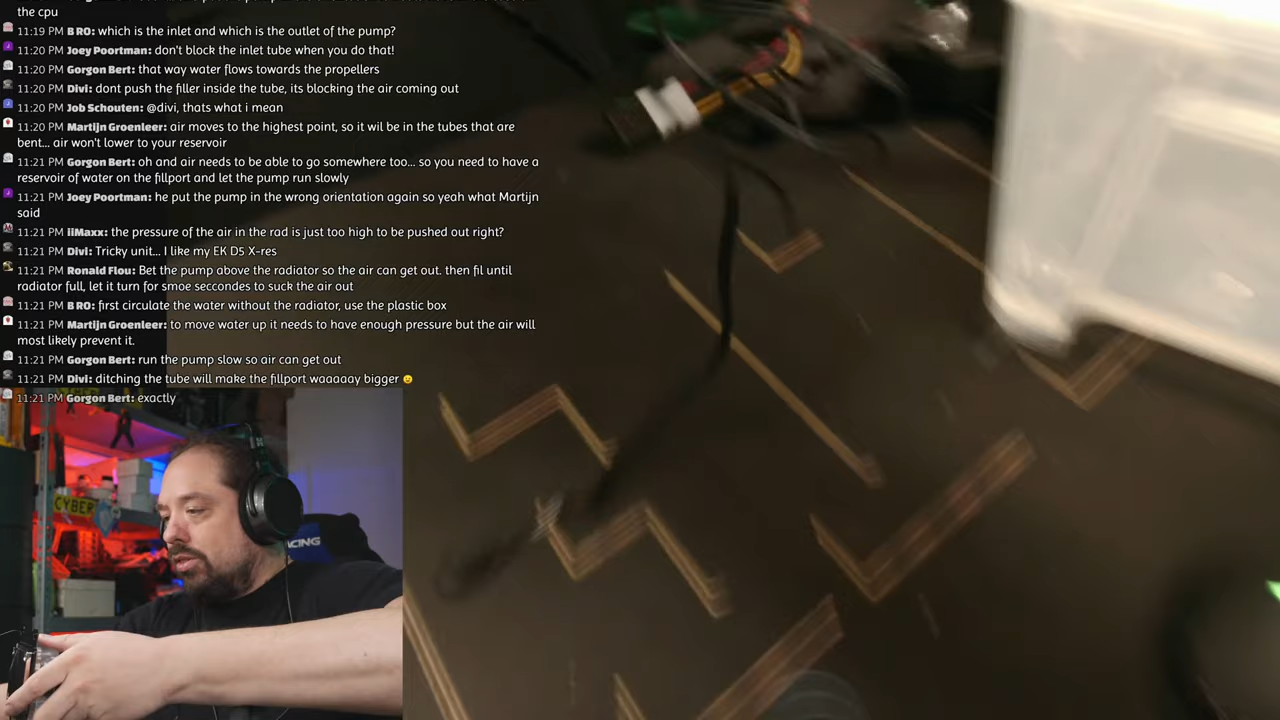 the cpu
11:19 PM B RO: which is the inlet and which is the outlet of the pump?
11:20 PM Joey Poortman: don't block the inlet tube when you do that!
11:20 PM Gorgon Bert: that way water flows towards the propellers
11:20 PM Divi: dont push the filler inside the tube, its blocking the air coming out
11:20 PM Job Schouten: @divi, thats what i mean
11:21 PM Martijn Groenleer: air moves to the highest point, so it wil be in the tubes that are
bent... air won't lower to your reservoir
11:21 PM Gorgon Bert: oh and air needs to be able to go somewhere too... so you need to have a
reservoir of water on the fillport and let the pump run slowly
11:21 PM Joey Poortman: he put the pump in the wrong orientation again so yeah what Martijn
said
11:21 PM iiMaxx: the pressure of the air in the rad is just too high to be pushed out right?
11:21 PM Divi: Tricky unit... I like my EK D5 X-res
11:21 PM Ronald Flou: Bet the pump above the radiator so the air can get out. then fil until
radiator full, let it turn for smoe seccondes to suck the air out
11:21 PM B RO: first circulate the water without the radiator, use the plastic box
11:21 PM Martijn Groenleer: to move water up it needs to have enough pressure but the air will
most likely prevent it.
11:21 PM Gorgon Bert: run the pump slow so air can get out
11:21 PM Divi: ditching the tube will make the fillport waaaaay bigger 😉
11:21 PM Gorgon Bert: exactly
CYBER
ACING